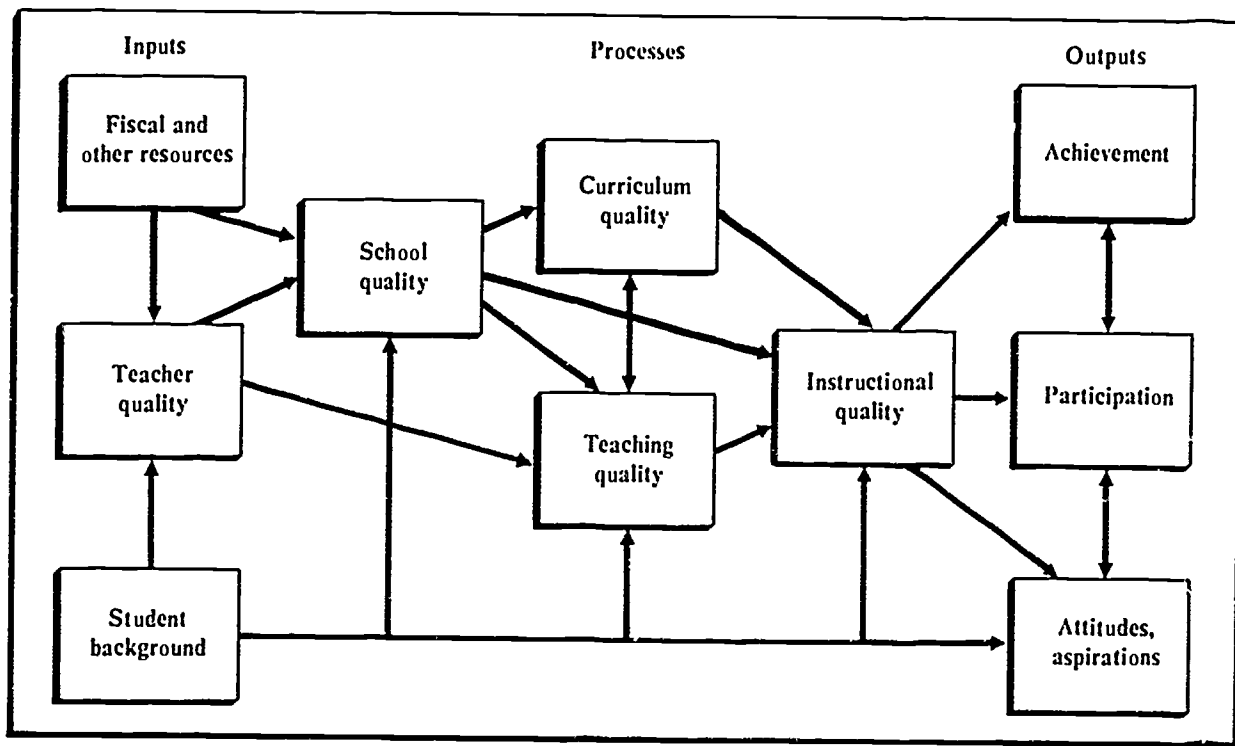 Inputs
Processes
Outputs
Fiscal and
other resources
Achievement
Curriculum
quality
School
quality
Teacher
quality
Instructional
quality
Participation
Teaching
quality
Student
background
Attitudes,
aspirations